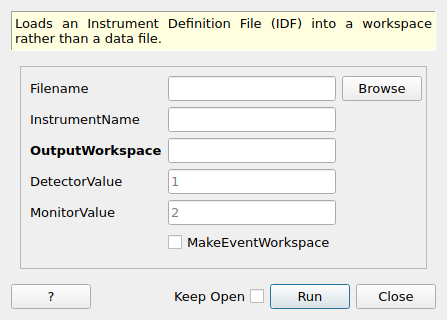 Loads an Instrument Definition File (IDF) into a workspace
rather than a data file.
Filename
Browse
InstrumentName
OutputWorkspace
DetectorValue 1
MonitorValue 2
MakeEventWorkspace
? Keep Open Run Close